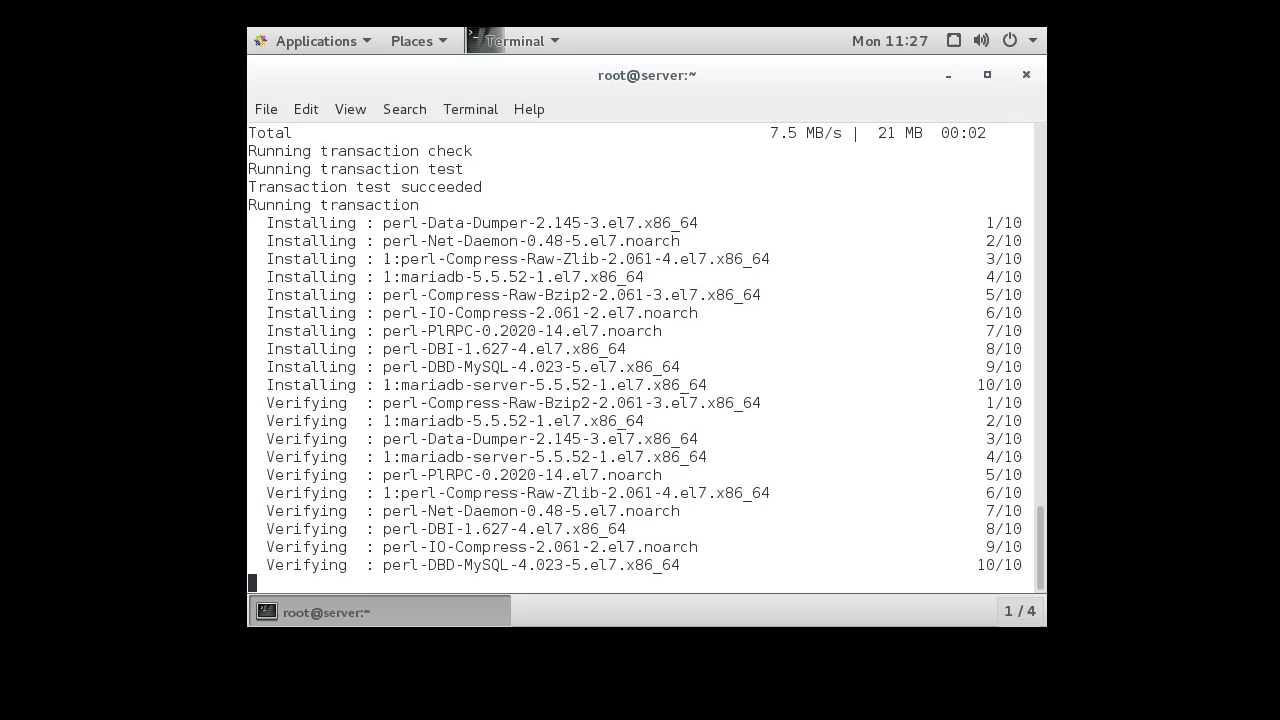 Applications Places Terminal Mon 11:27
root@server:~
File Edit View Search Terminal Help
Total 7.5 MB/s | 21 MB 00:02
Running transaction check
Running transaction test
Transaction test succeeded
Running transaction
Installing : perl-Data-Dumper-2.145-3.el7.x86_64 1/10
Installing : perl-Net-Daemon-0.48-5.el7.noarch 2/10
Installing : 1:perl-Compress-Raw-Zlib-2.061-4.el7.x86_64 3/10
Installing : 1:mariadb-5.5.52-1.el7.x86_64 4/10
Installing : perl-Compress-Raw-Bzip2-2.061-3.el7.x86_64 5/10
Installing : perl-IO-Compress-2.061-2.el7.noarch 6/10
Installing : perl-PlRPC-0.2020-14.el7.noarch 7/10
Installing : perl-DBI-1.627-4.el7.x86_64 8/10
Installing : perl-DBD-MySQL-4.023-5.el7.x86_64 9/10
Installing : 1:mariadb-server-5.5.52-1.el7.x86_64 10/10
Verifying : perl-Compress-Raw-Bzip2-2.061-3.el7.x86_64 1/10
Verifying : 1:mariadb-5.5.52-1.el7.x86_64 2/10
Verifying : perl-Data-Dumper-2.145-3.el7.x86_64 3/10
Verifying : 1:mariadb-server-5.5.52-1.el7.x86_64 4/10
Verifying : perl-PlRPC-0.2020-14.el7.noarch 5/10
Verifying : 1:perl-Compress-Raw-Zlib-2.061-4.el7.x86_64 6/10
Verifying : perl-Net-Daemon-0.48-5.el7.noarch 7/10
Verifying : perl-DBI-1.627-4.el7.x86_64 8/10
Verifying : perl-IO-Compress-2.061-2.el7.noarch 9/10
Verifying : perl-DBD-MySQL-4.023-5.el7.x86_64 10/10
root@server:~ 1 / 4